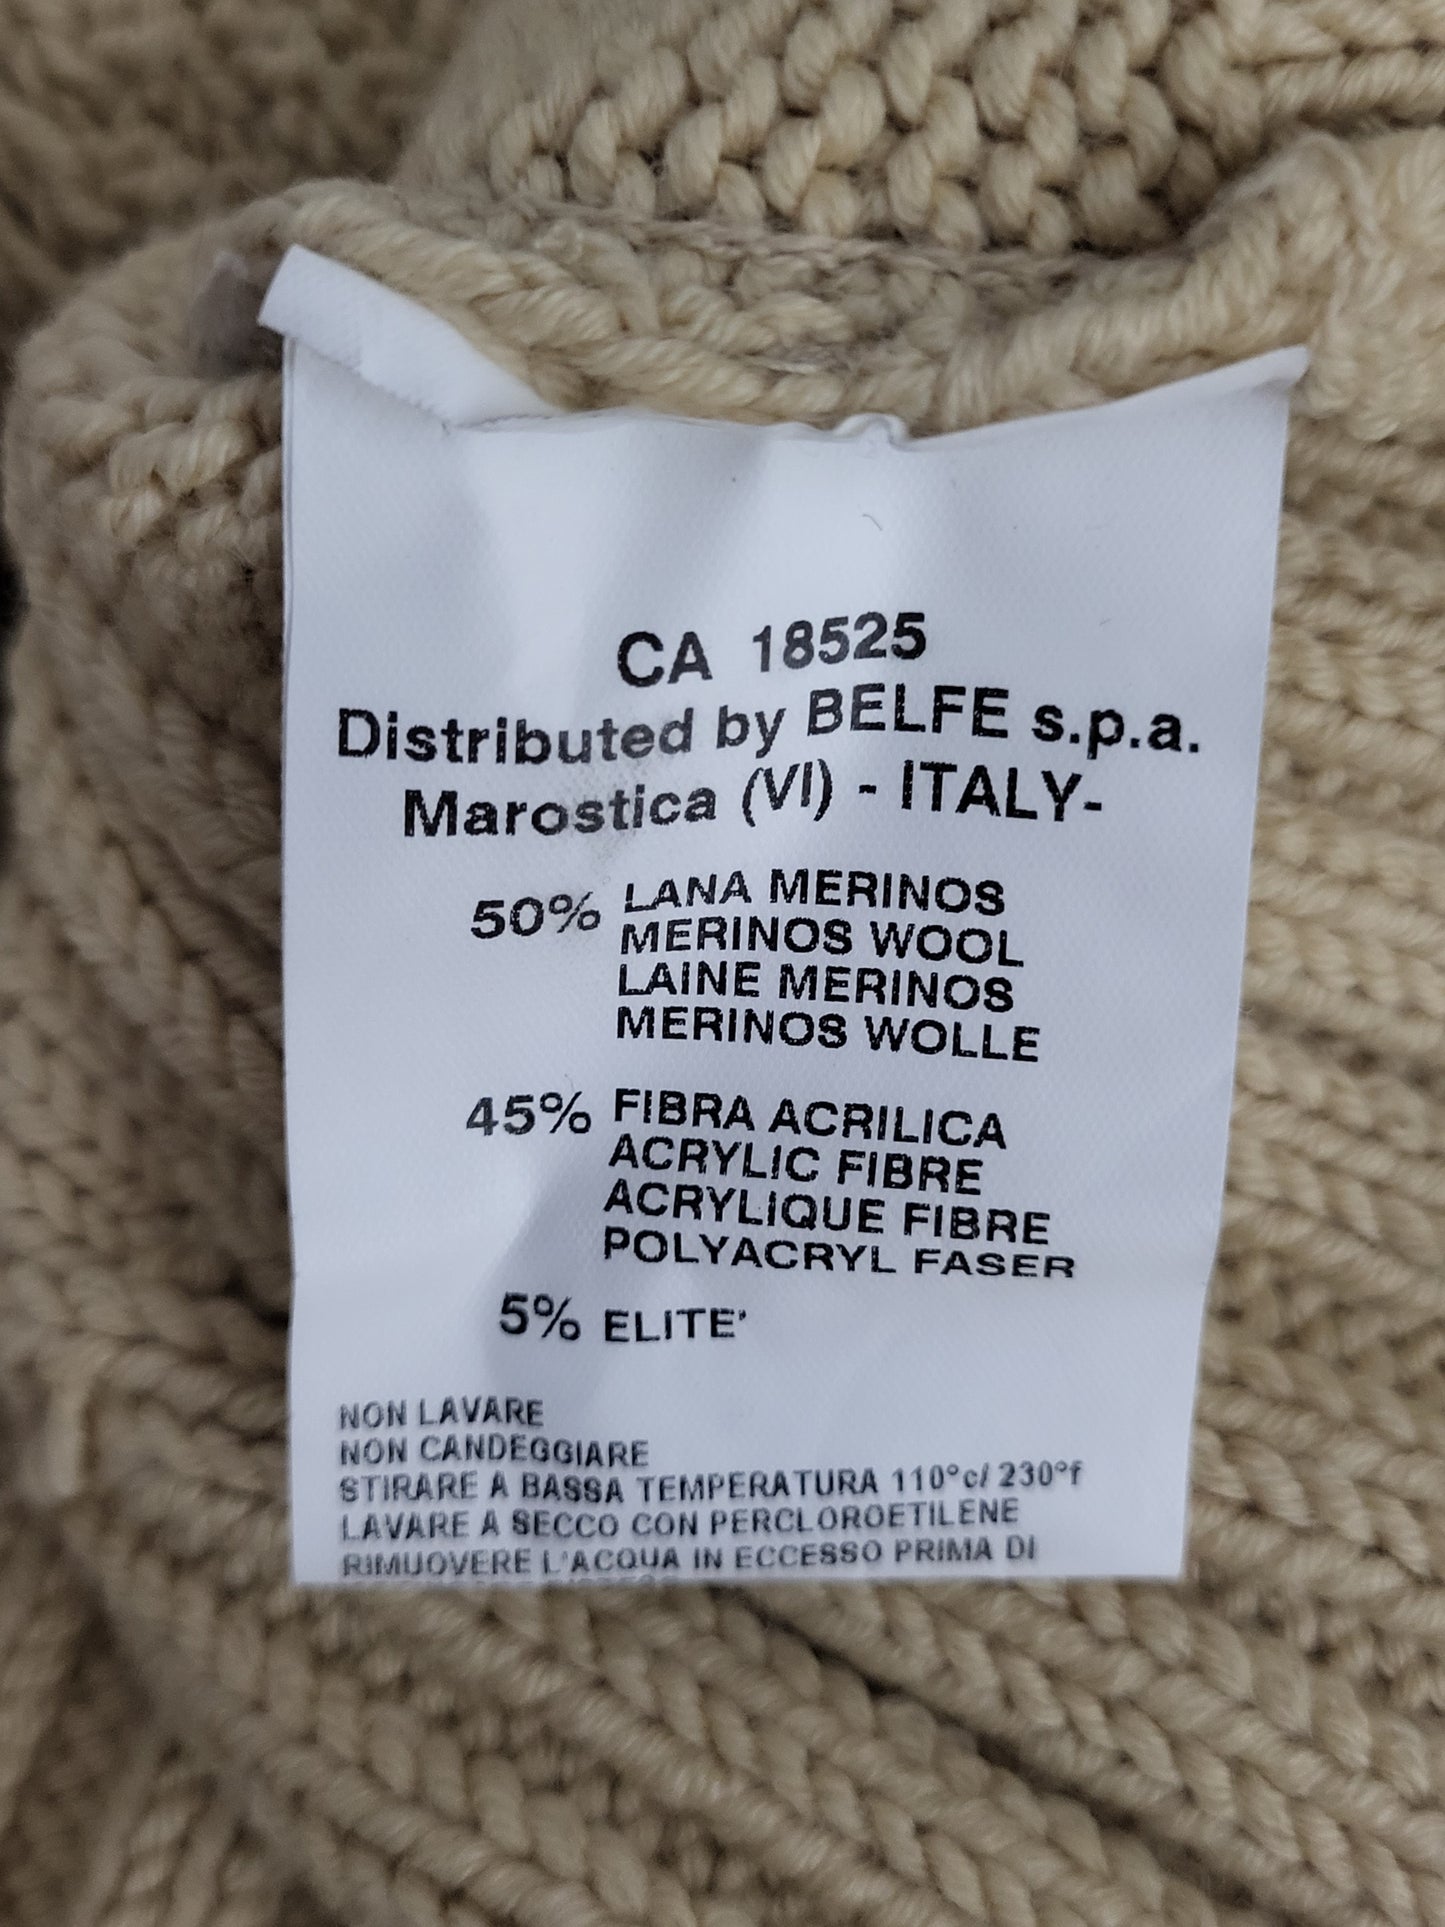 CA 18525
Distributed by BELFE s.p.a.
Marostica (VI) - ITALY-
50% LANA MERINOS
MERINOS WOOL
LAINE MERINOS
MERINOS WOLLE
45% FIBRA ACRILICA
ACRYLIC FIBRE
ACRYLIQUE FIBRE
POLYACRYL FASER
5% ELITE'
NON LAVARE
NON CANDEGGIARE
STIRARE A BASSA TEMPERATURA 110°c/ 230°f
LAVARE A SECCO CON PERCLOROETILENE
RIMUOVERE L'ACQUA IN ECCESSO PRIMA DI